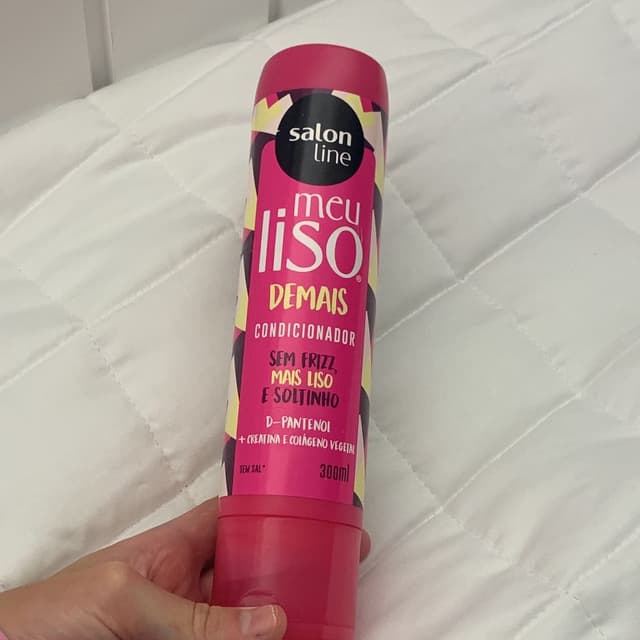 salon
line
meu
liso®
DEMAIS
CONDICIONADOR
SEM FRIZZ,
MAIS LISO
E SOLTINHO
D-PANTENOL
+ CREATINA E COLÁGENO VEGETAL
SEM SAL* 300ml